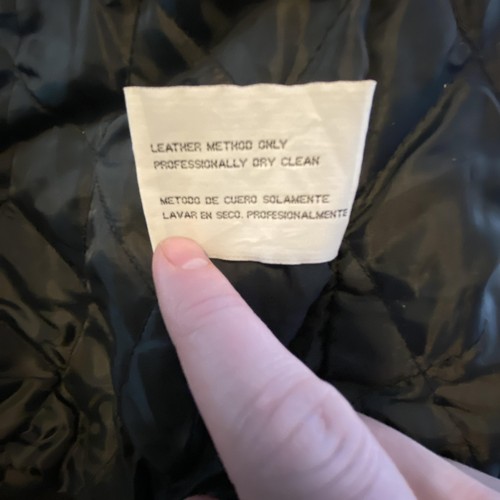 LEATHER METHOD ONLY
PROFESSIONALLY DRY CLEAN
METODO DE CUERO SOLAMENTE
LAVAR EN SECO. PROFESIONALMENTE